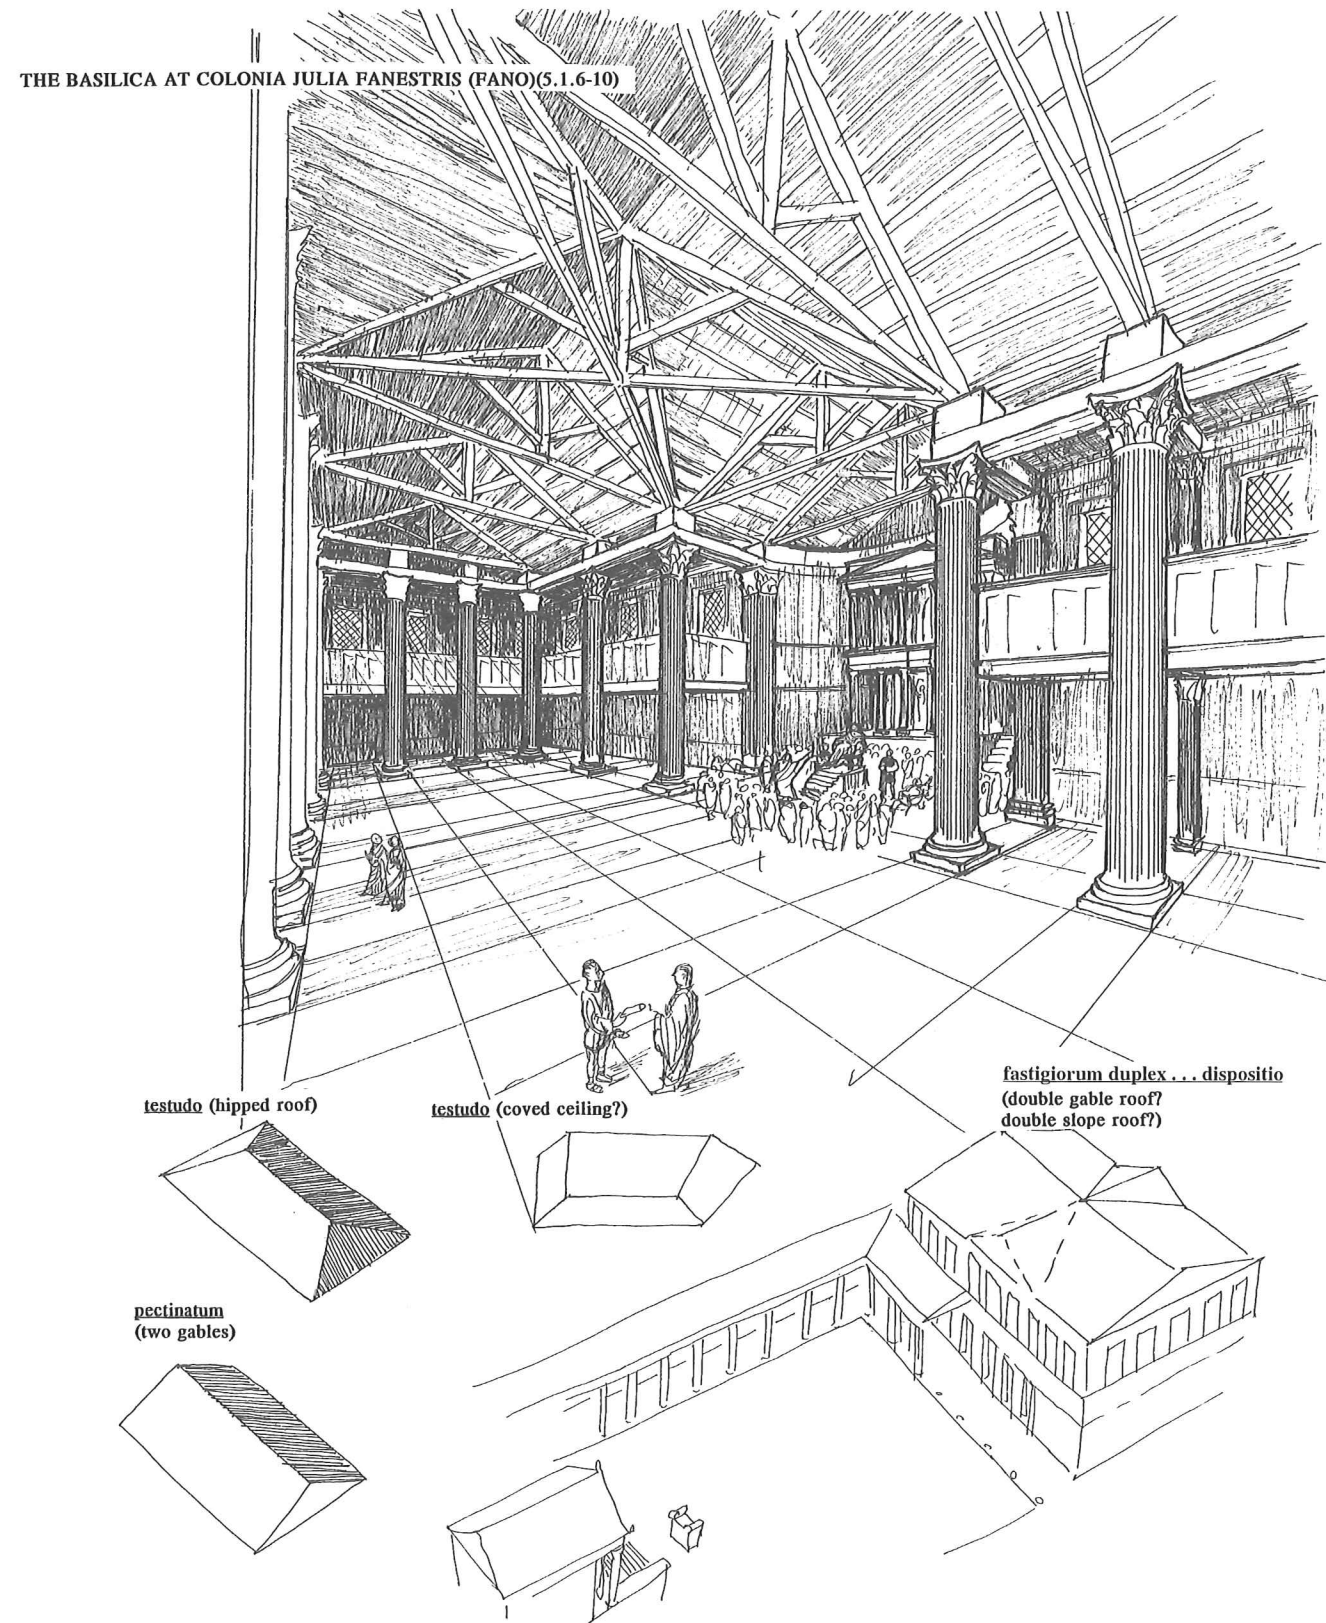 THE BASILICA AT COLONIA JULIA FANESTRIS (FANO)(5.1.6-10)
testudo (hipped roof)
testudo (coved ceiling?)
fastigiorum duplex . . . dispositio
(double gable roof?
double slope roof?)
pectinatum
(two gables)